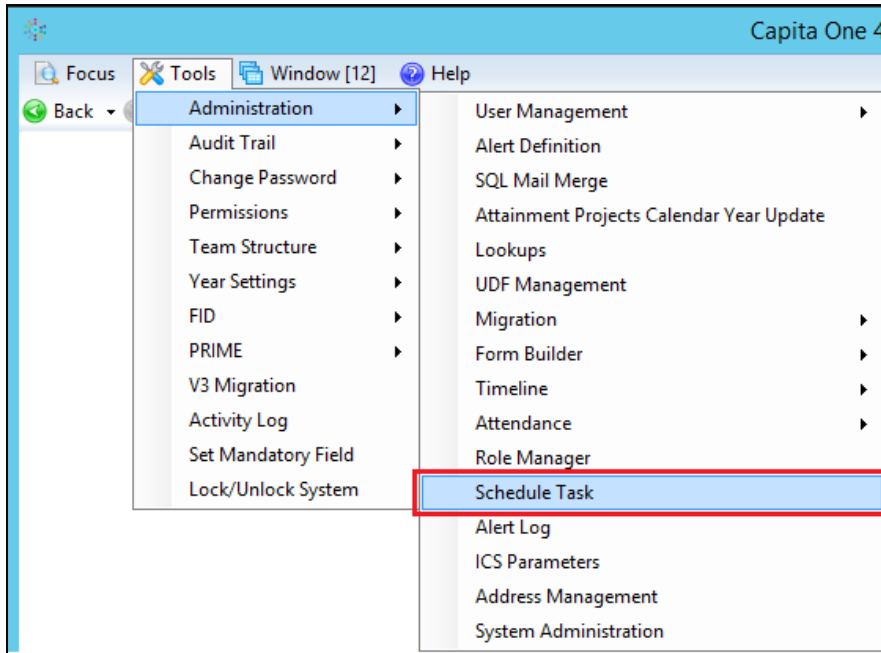 Capita One 4
Focus Tools Window [12] Help
Back
Administration
Audit Trail
Change Password
Permissions
Team Structure
Year Settings
FID
PRIME
V3 Migration
Activity Log
Set Mandatory Field
Lock/Unlock System
User Management
Alert Definition
SQL Mail Merge
Attainment Projects Calendar Year Update
Lookups
UDF Management
Migration
Form Builder
Timeline
Attendance
Role Manager
Schedule Task
Alert Log
ICS Parameters
Address Management
System Administration